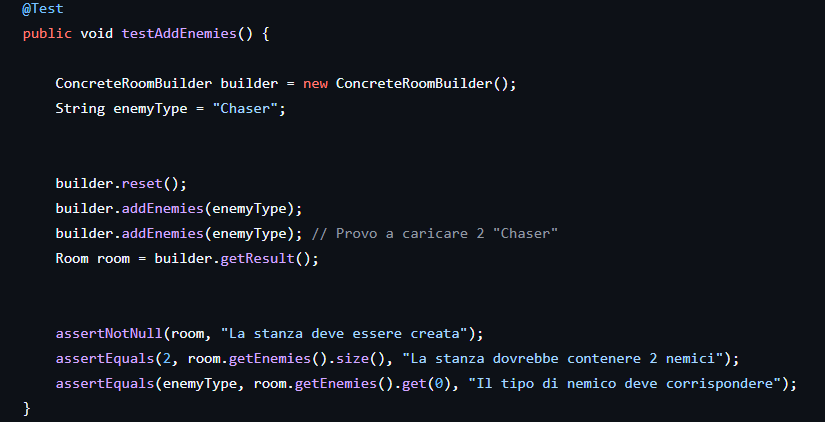 @Test
public void testAddEnemies() {
ConcreteRoomBuilder builder = new ConcreteRoomBuilder();
String enemyType = "Chaser";
builder.reset();
builder.addEnemies(enemyType);
builder.addEnemies(enemyType); // Provo a caricare 2 "Chaser"
Room room = builder.getResult();
assertNotNull(room, "La stanza deve essere creata");
assertEquals(2, room.getEnemies().size(), "La stanza dovrebbe contenere 2 nemici");
assertEquals(enemyType, room.getEnemies().get(0), "Il tipo di nemico deve corrispondere");
}